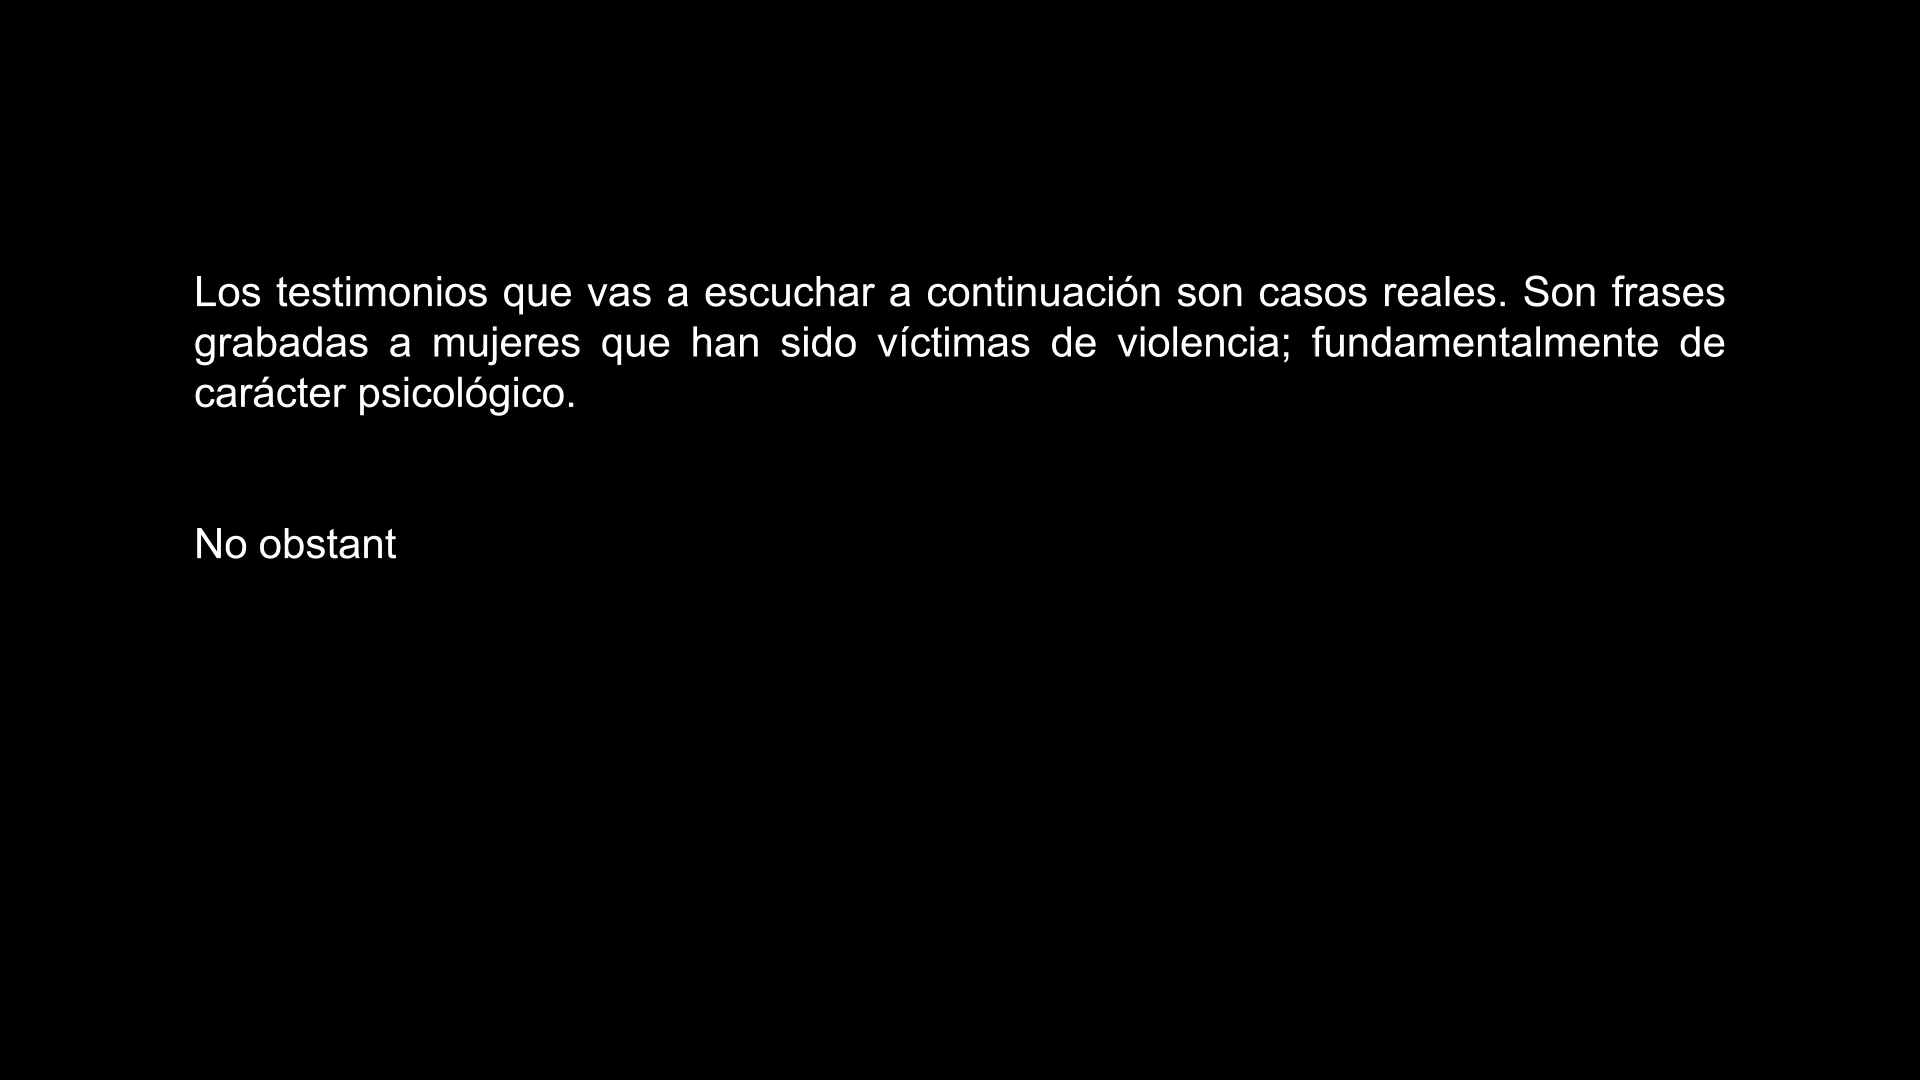 Los testimonios que vas a escuchar a continuación son casos reales. Son frases
grabadas a mujeres que han sido víctimas de violencia; fundamentalmente de
carácter psicológico.
No obstant